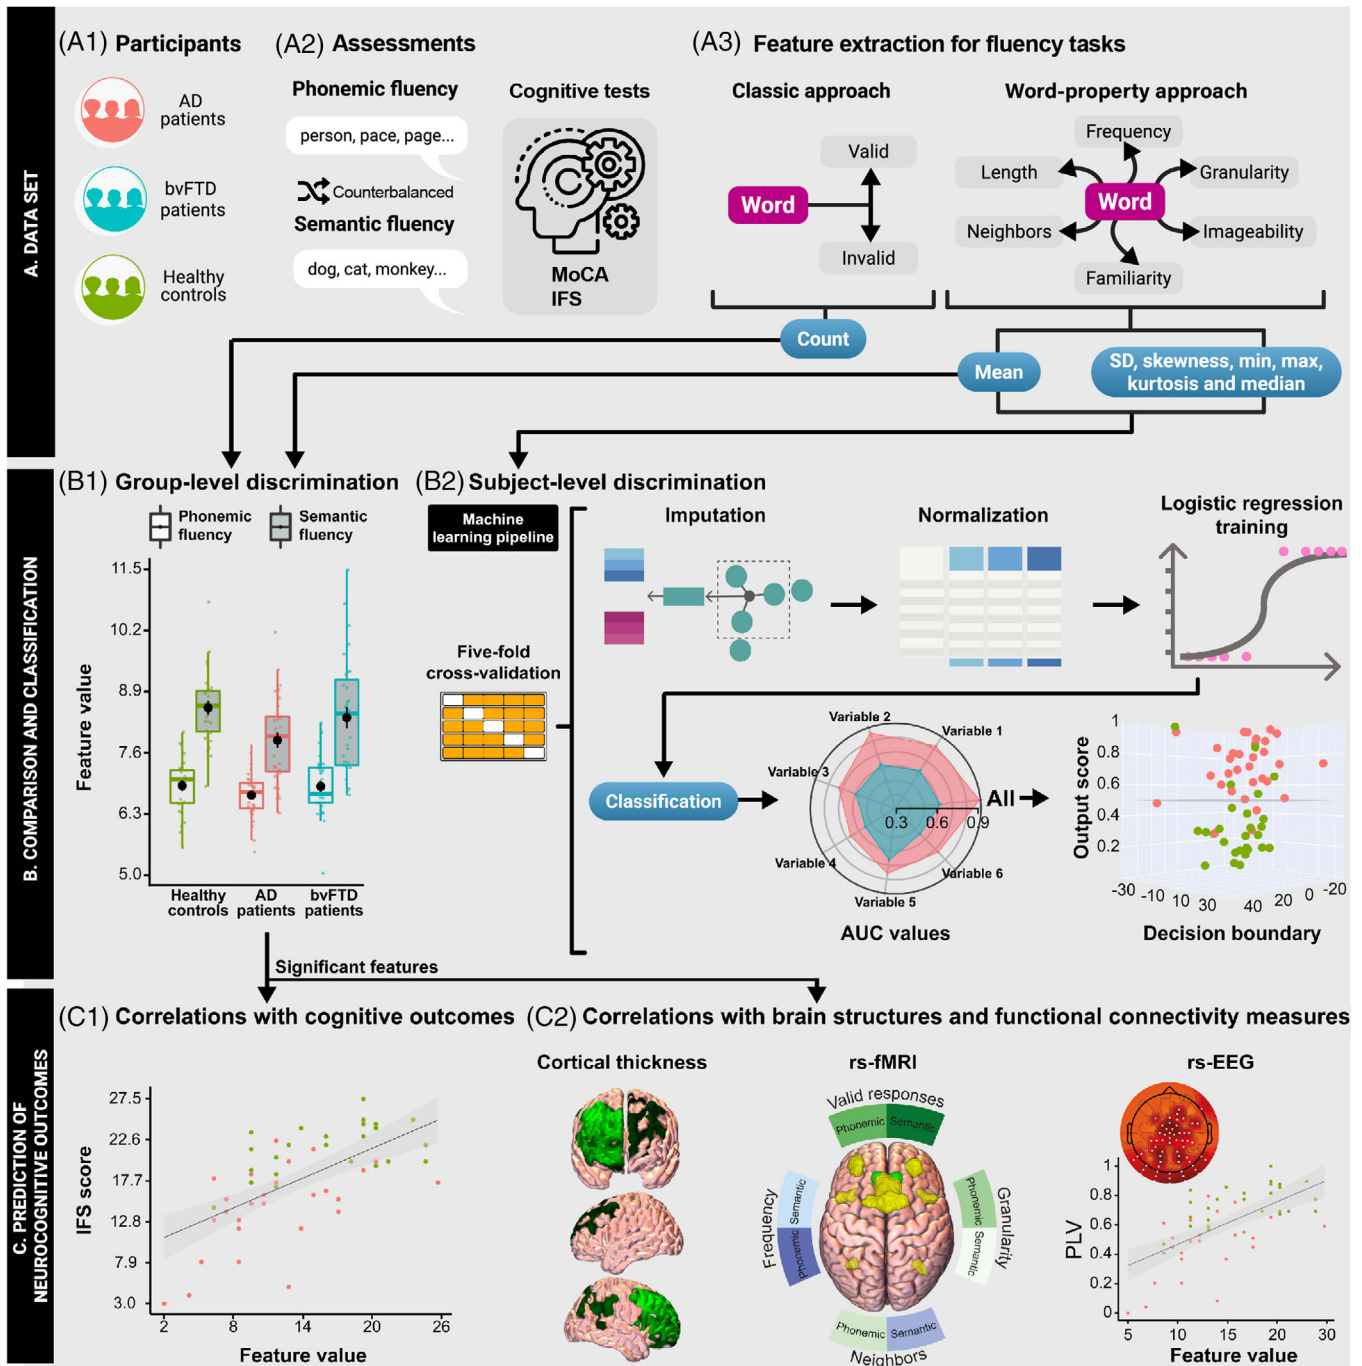 A. DATA SET
(A1) Participants
AD
patients
bvFTD
patients
Healthy
controls
(A2) Assessments
Phonemic fluency
person, pace, page...
Counterbalanced
Semantic fluency
dog, cat, monkey...
Cognitive tests
MoCA
IFS
(A3) Feature extraction for fluency tasks
Classic approach
Word
Valid
Invalid
Count
Word-property approach
Frequency
Length
Granularity
Word
Neighbors
Imageability
Familiarity
Mean
SD, skewness, min, max,
kurtosis and median
B. COMPARISON AND CLASSIFICATION
(B1) Group-level discrimination
Phonemic
fluency
Semantic
fluency
Feature value
11.5
10.2
8.9
7.6
6.3
5.0
Healthy
controls
AD
patients
bvFTD
patients
Significant features
(B2) Subject-level discrimination
Machine
learning pipeline
Five-fold
cross-validation
Imputation
Normalization
Logistic regression
training
Classification
Variable 2
Variable 1
Variable 3
All
0.3 0.6 0.9
Variable 4
Variable 6
Variable 5
AUC values
Output score
1
0.8
0.6
0.4
0.2
-30 -10 10 30 40 20 0 -20
Decision boundary
C. PREDICTION OF
NEUROCOGNITIVE OUTCOMES
(C1) Correlations with cognitive outcomes
IFS score
27.5
22.6
17.7
12.8
7.9
3.0
2 8 14 20 26
Feature value
(C2) Correlations with brain structures and functional connectivity measures
Cortical thickness
rs-fMRI
Valid responses
Phonemic Semantic
Frequency
Semantic
Phonemic
Granularity
Phonemic
Semantic
Phonemic Semantic
Neighbors
rs-EEG
PLV
1
0.8
0.6
0.4
0.2
0
5 10 15 20 25 30
Feature value